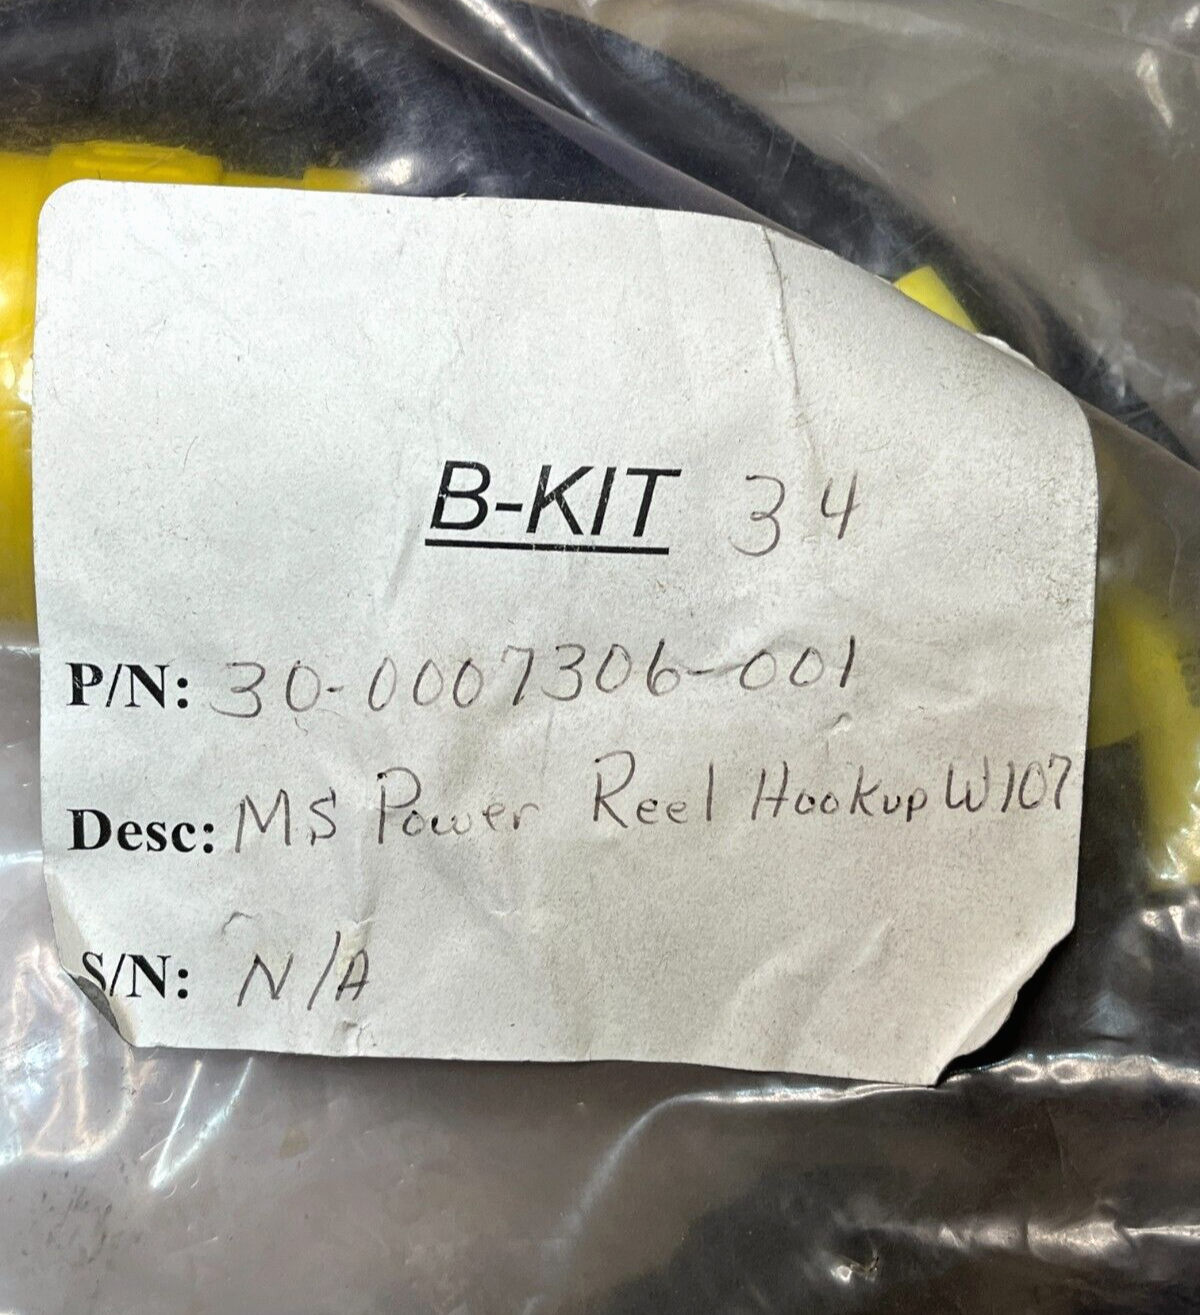 B-KIT 34
P/N: 30-0007306-001
Desc: MS Power Reel Hookup W107
S/N: N/A